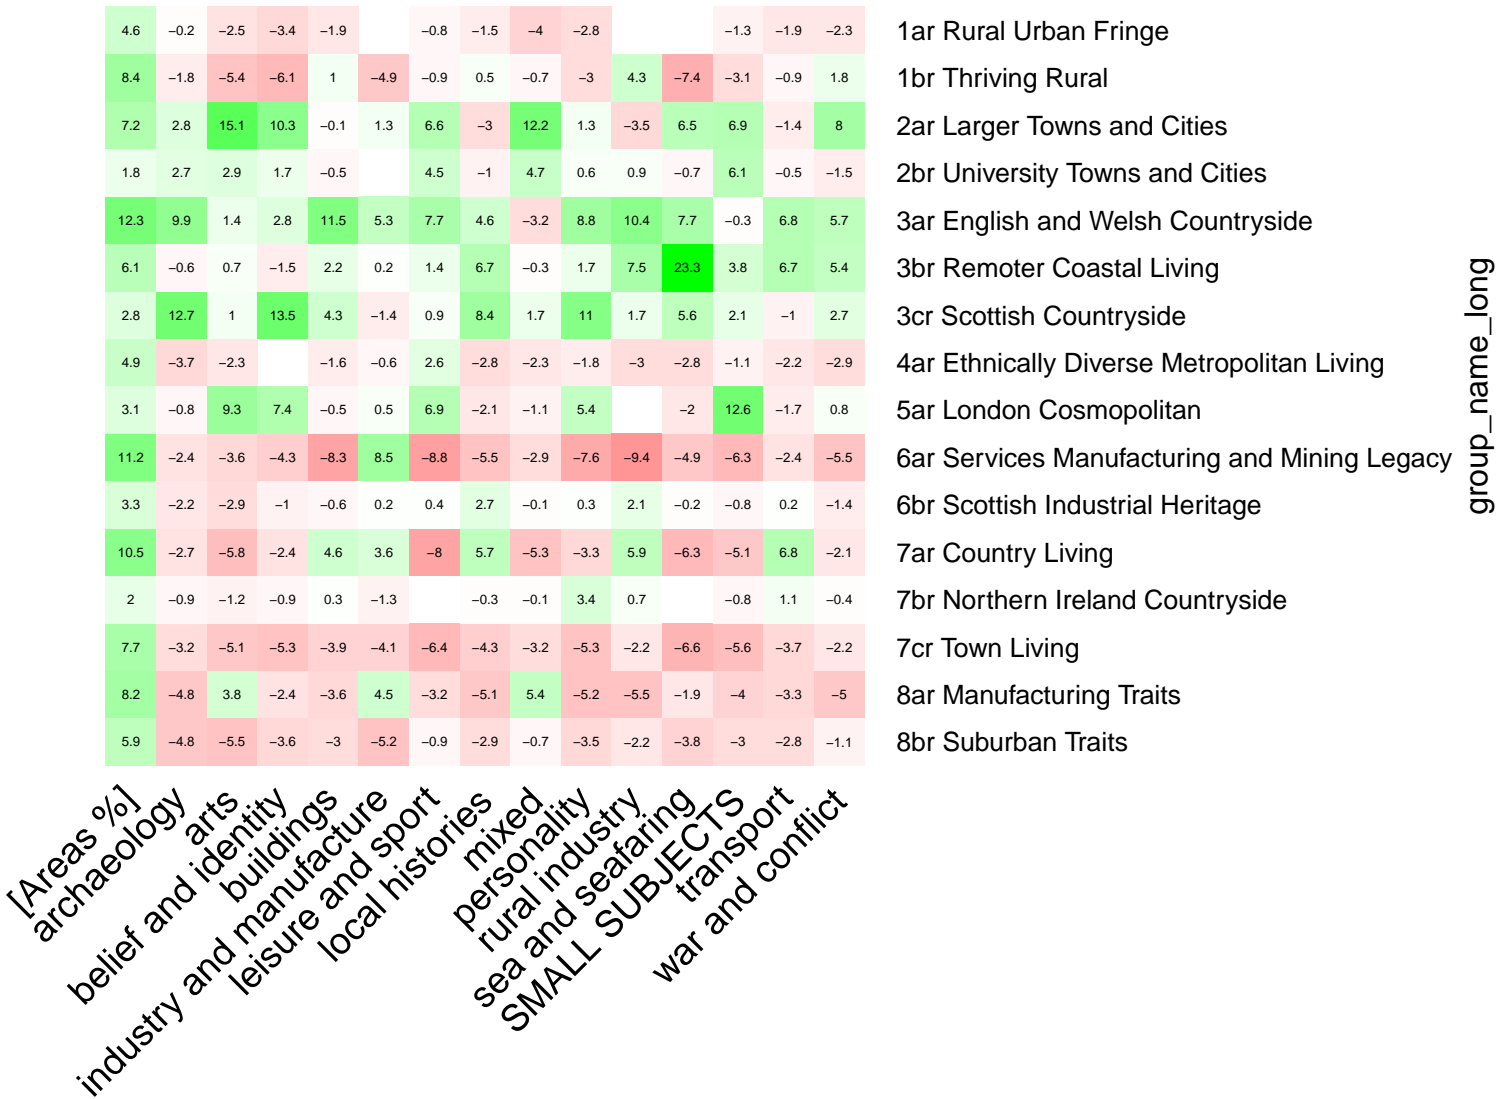 4.6 −0.2 −2.5 −3.4 −1.9 −0.8 −1.5 −4 −2.8 −1.3 −1.9 −2.3 1ar Rural Urban Fringe
8.4 −1.8 −5.4 −6.1 1 −4.9 −0.9 0.5 −0.7 −3 4.3 −7.4 −3.1 −0.9 1.8 1br Thriving Rural
7.2 2.8 15.1 10.3 −0.1 1.3 6.6 −3 12.2 1.3 −3.5 6.5 6.9 −1.4 8 2ar Larger Towns and Cities
1.8 2.7 2.9 1.7 −0.5 4.5 −1 4.7 0.6 0.9 −0.7 6.1 −0.5 −1.5 2br University Towns and Cities
12.3 9.9 1.4 2.8 11.5 5.3 7.7 4.6 −3.2 8.8 10.4 7.7 −0.3 6.8 5.7 3ar English and Welsh Countryside
6.1 −0.6 0.7 −1.5 2.2 0.2 1.4 6.7 −0.3 1.7 7.5 23.3 3.8 6.7 5.4 3br Remoter Coastal Living
2.8 12.7 1 13.5 4.3 −1.4 0.9 8.4 1.7 11 1.7 5.6 2.1 −1 2.7 3cr Scottish Countryside
4.9 −3.7 −2.3 −1.6 −0.6 2.6 −2.8 −2.3 −1.8 −3 −2.8 −1.1 −2.2 −2.9 4ar Ethnically Diverse Metropolitan Living
3.1 −0.8 9.3 7.4 −0.5 0.5 6.9 −2.1 −1.1 5.4 −2 12.6 −1.7 0.8 5ar London Cosmopolitan
11.2 −2.4 −3.6 −4.3 −8.3 8.5 −8.8 −5.5 −2.9 −7.6 −9.4 −4.9 −6.3 −2.4 −5.5 6ar Services Manufacturing and Mining Legacy
3.3 −2.2 −2.9 −1 −0.6 0.2 0.4 2.7 −0.1 0.3 2.1 −0.2 −0.8 0.2 −1.4 6br Scottish Industrial Heritage
10.5 −2.7 −5.8 −2.4 4.6 3.6 −8 5.7 −5.3 −3.3 5.9 −6.3 −5.1 6.8 −2.1 7ar Country Living
2 −0.9 −1.2 −0.9 0.3 −1.3 −0.3 −0.1 3.4 0.7 −0.8 1.1 −0.4 7br Northern Ireland Countryside
7.7 −3.2 −5.1 −5.3 −3.9 −4.1 −6.4 −4.3 −3.2 −5.3 −2.2 −6.6 −5.6 −3.7 −2.2 7cr Town Living
8.2 −4.8 3.8 −2.4 −3.6 4.5 −3.2 −5.1 5.4 −5.2 −5.5 −1.9 −4 −3.3 −5 8ar Manufacturing Traits
5.9 −4.8 −5.5 −3.6 −3 −5.2 −0.9 −2.9 −0.7 −3.5 −2.2 −3.8 −3 −2.8 −1.1 8br Suburban Traits
group_name_long
[Areas %]
archaeology
arts
belief and identity
buildings
industry and manufacture
leisure and sport
local histories
mixed
personality
rural industry
sea and seafaring
SMALL SUBJECTS
transport
war and conflict